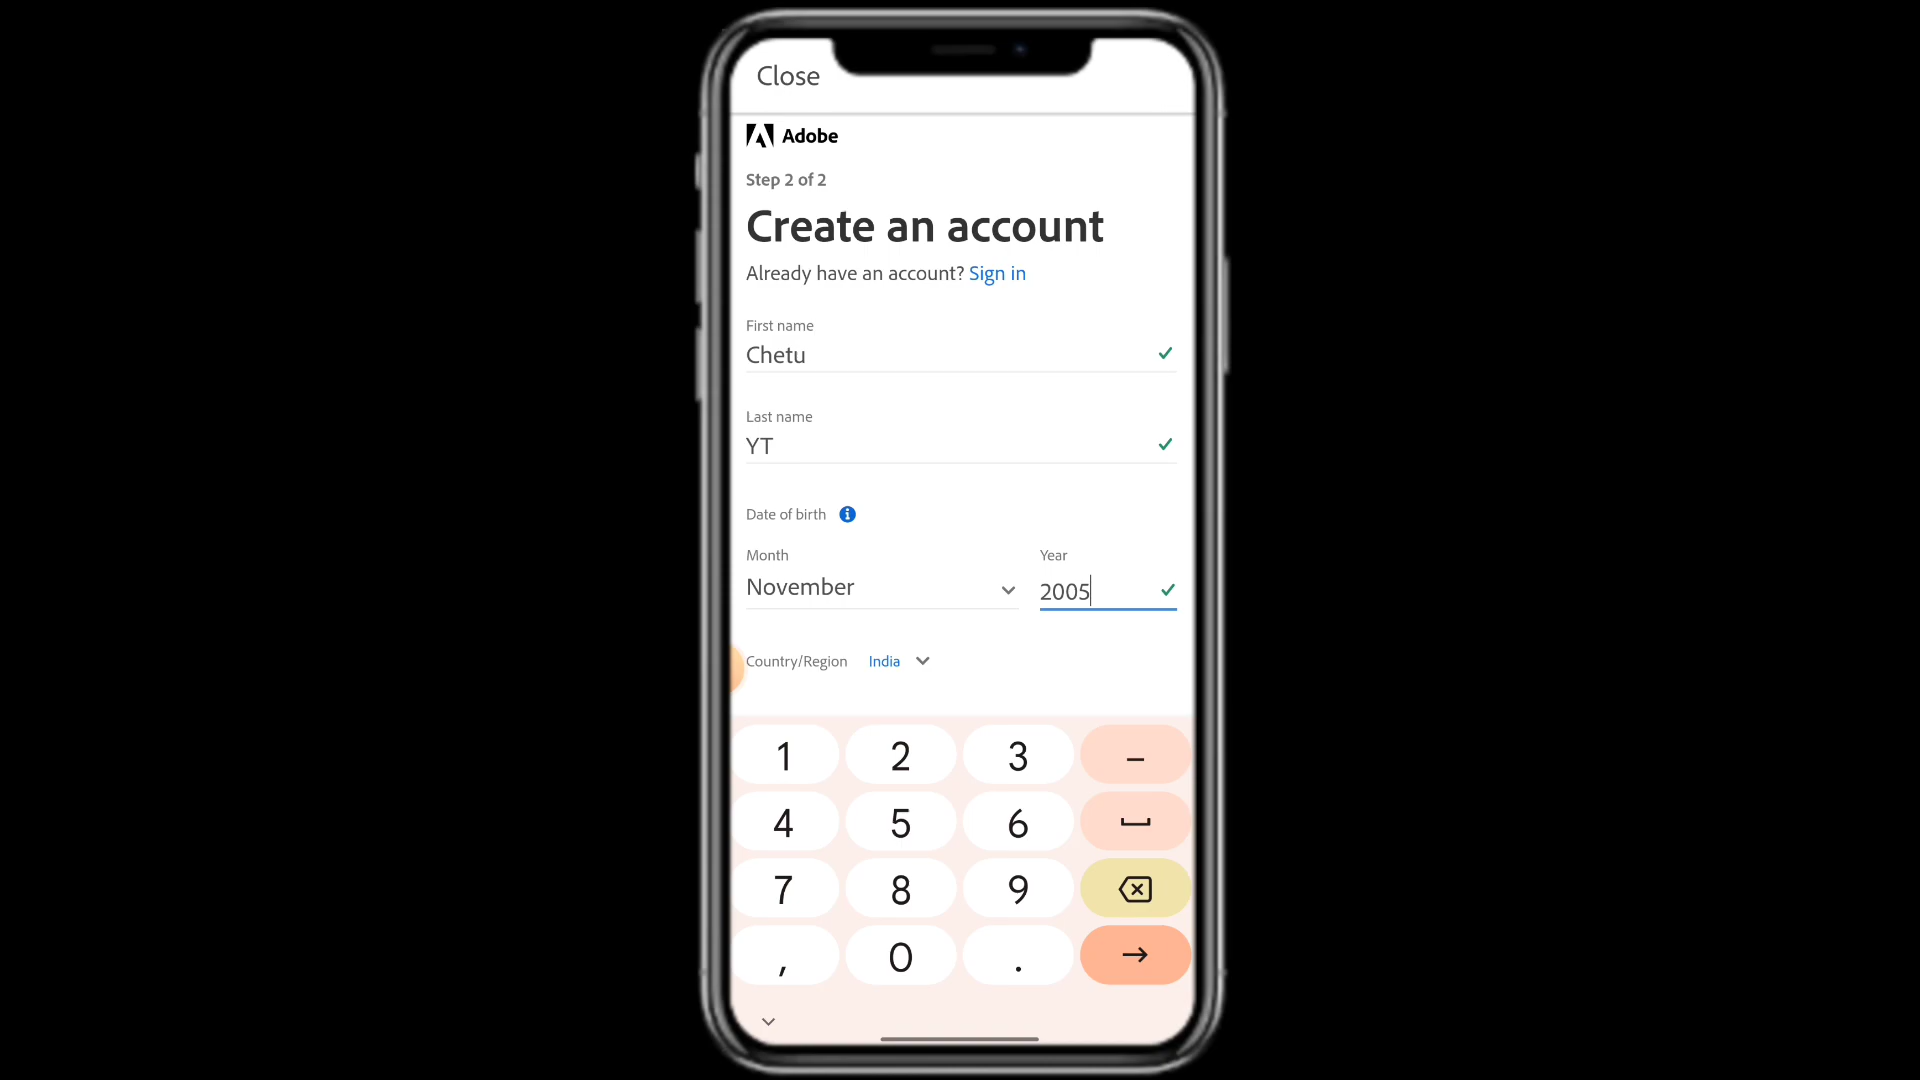 Close
Adobe
Step 2 of 2
Create an account
Already have an account? Sign in
First name
Chetu
Last name
YT
Date of birth
Month Year
November 2005
Country/Region India
1 2 3 –
4 5 6
7 8 9
, 0 .